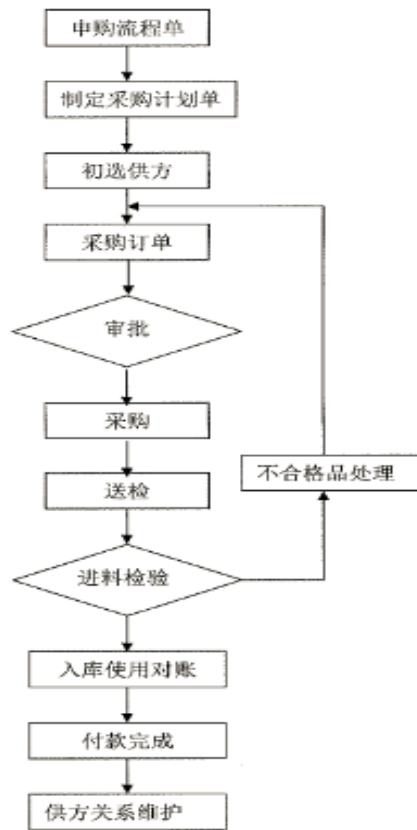 申购流程单
制定采购计划单
初选供方
采购订单
审批
采购
送检
不合格品处理
进料检验
入库使用对账
付款完成
供方关系维护